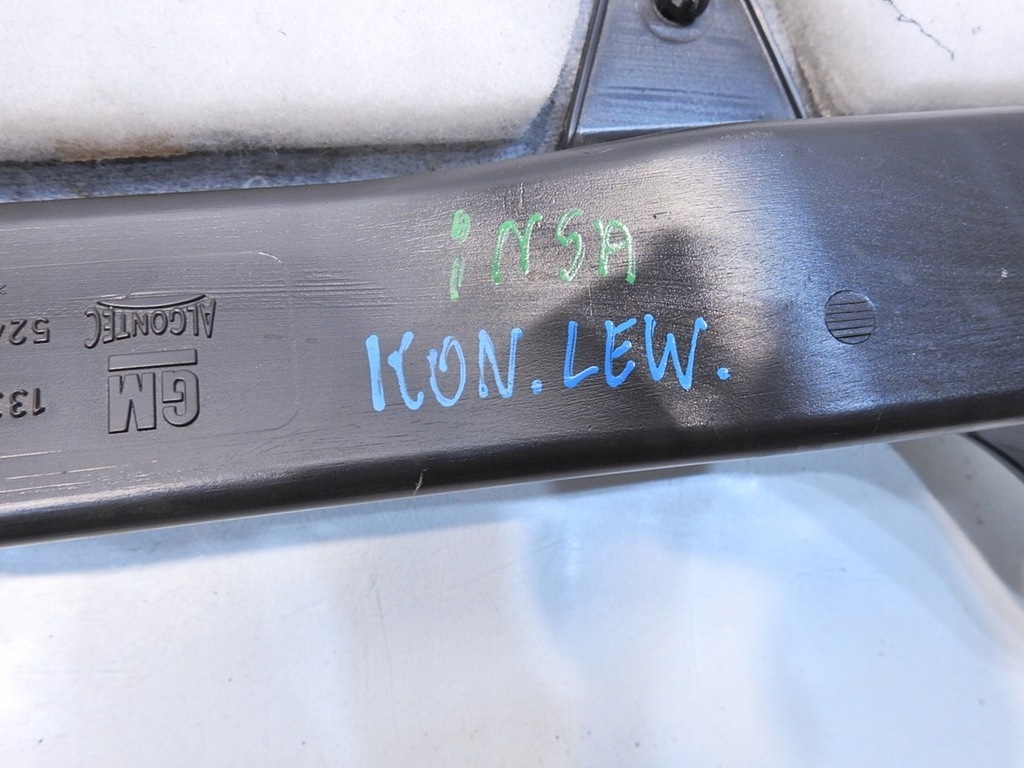 iNSA
KON. LEW.
ALCONTEC
GM